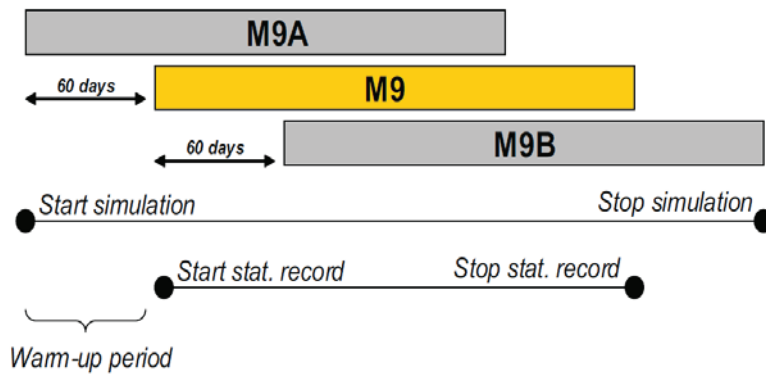 M9A
60 days
M9
60 days
M9B
Start simulation
Stop simulation
Start stat. record
Stop stat. record
Warm-up period